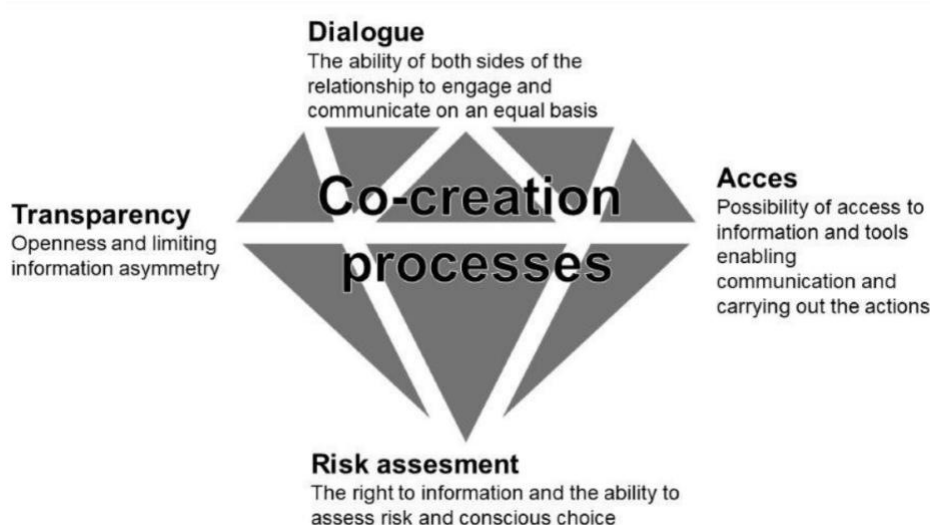 Dialogue
The ability of both sides of the
relationship to engage and
communicate on an equal basis
Transparency
Openness and limiting
information asymmetry
Co-creation
processes
Acces
Possibility of access to
information and tools
enabling
communication and
carrying out the actions
Risk assesment
The right to information and the ability to
assess risk and conscious choice